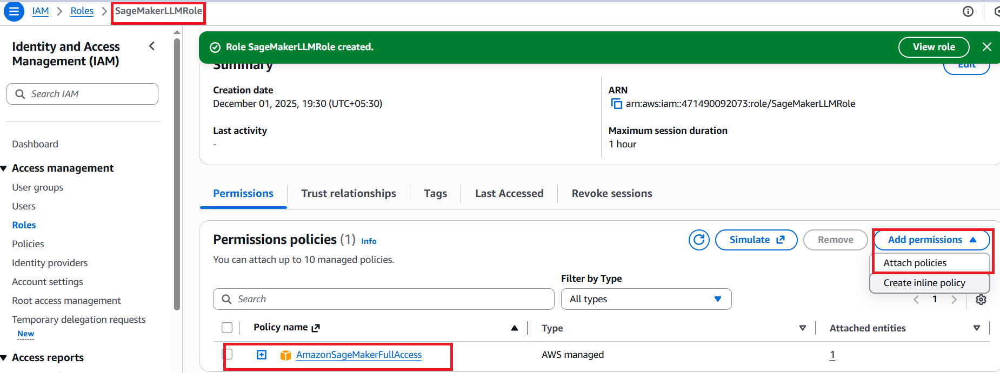 IAM > Roles > SageMakerLLMRole
Identity and Access
Management (IAM)
Search IAM
Dashboard
Access management
User groups
Users
Roles
Policies
Identity providers
Account settings
Root access management
Temporary delegation requests
New
Access reports
Role SageMakerLLMRole created.
View role
Summary
Edit
Creation date
December 01, 2025, 19:30 (UTC+05:30)
ARN
arn:aws:iam::471490092073:role/SageMakerLLMRole
Last activity
-
Maximum session duration
1 hour
Permissions
Trust relationships
Tags
Last Accessed
Revoke sessions
Permissions policies (1) Info
You can attach up to 10 managed policies.
Simulate
Remove
Add permissions
Attach policies
Create inline policy
Filter by Type
Search
All types
1
Policy name
Type
Attached entities
AmazonSageMakerFullAccess
AWS managed
1